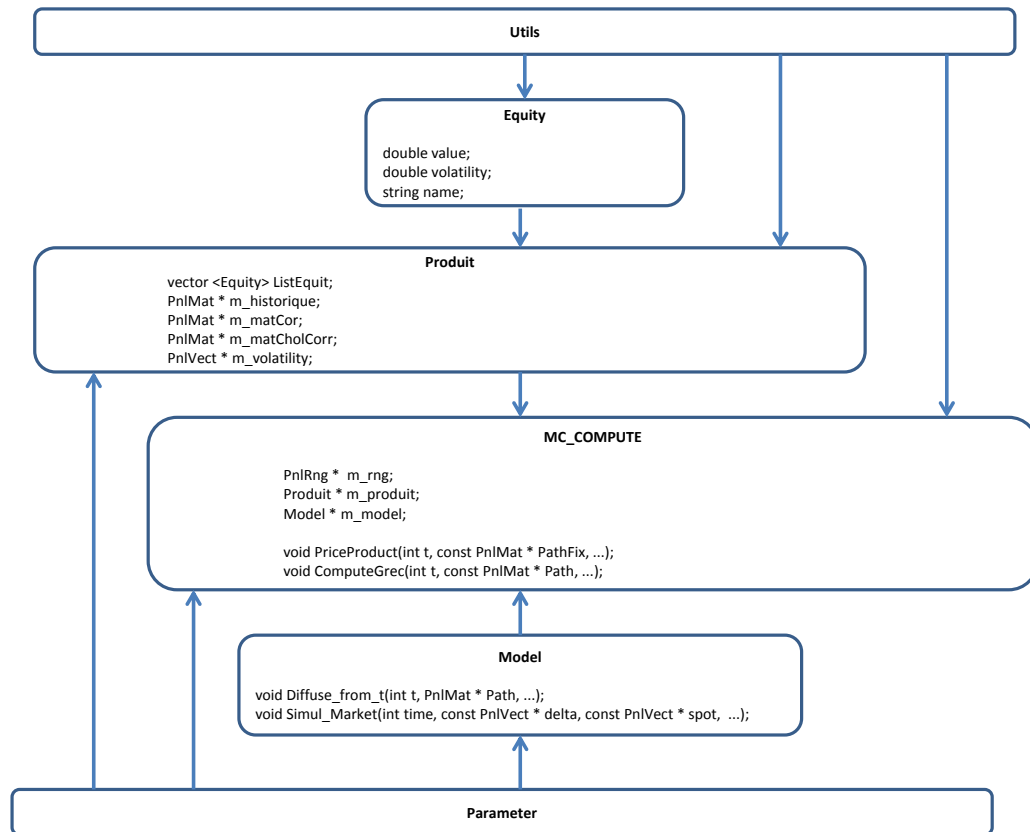 Utils
Equity
double value;
double volatility;
string name;
Produit
vector <Equity> ListEquit;
PnlMat * m_historique;
PnlMat * m_matCor;
PnlMat * m_matCholCorr;
PnlVect * m_volatility;
MC_COMPUTE
PnlRng * m_rng;
Produit * m_produit;
Model * m_model;
void PriceProduct(int t, const PnlMat * PathFix, ...);
void ComputeGrec(int t, const PnlMat * Path, ...);
Model
void Diffuse_from_t(int t, PnlMat * Path, ...);
void Simul_Market(int time, const PnlVect * delta, const PnlVect * spot, ...);
Parameter